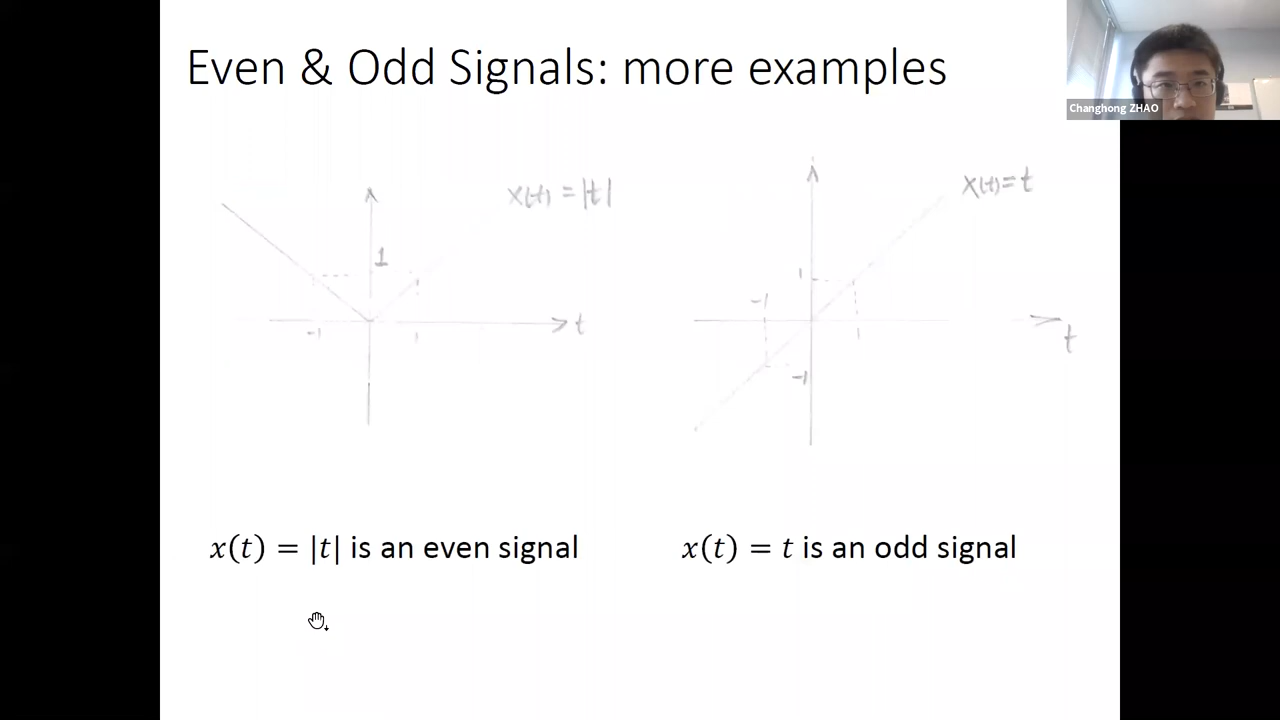 Even & Odd Signals: more examples
Changhong ZHAO
x(t) = |t|
1
-1
1
t
x(t) = t
1
-1
1
-1
t
x(t) = |t| is an even signal
x(t) = t is an odd signal